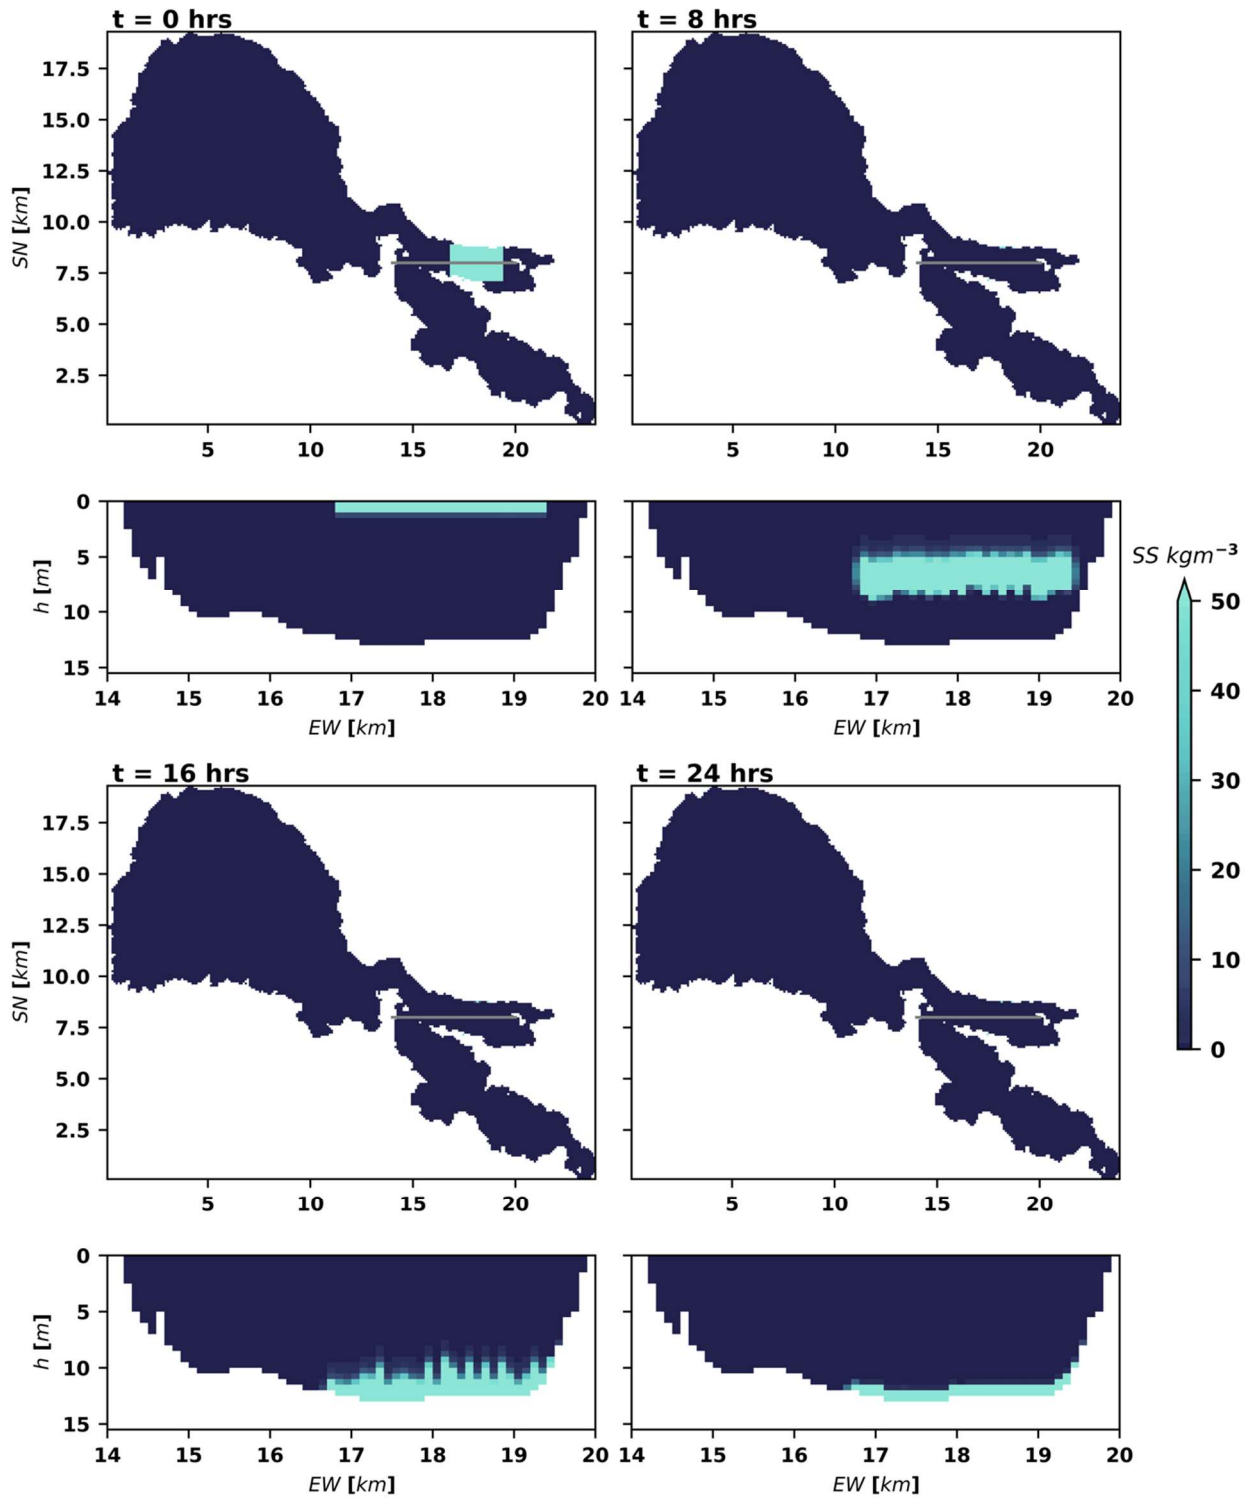 t = 0 hrs
t = 8 hrs
SN [km]
17.5
15.0
12.5
10.0
7.5
5.0
2.5
5 10 15 20
5 10 15 20
h [m]
0
5
10
15
14 15 16 17 18 19 20
14 15 16 17 18 19 20
EW [km]
EW [km]
SS kgm⁻³
50
40
30
20
10
0
t = 16 hrs
t = 24 hrs
SN [km]
17.5
15.0
12.5
10.0
7.5
5.0
2.5
5 10 15 20
5 10 15 20
h [m]
0
5
10
15
14 15 16 17 18 19 20
14 15 16 17 18 19 20
EW [km]
EW [km]